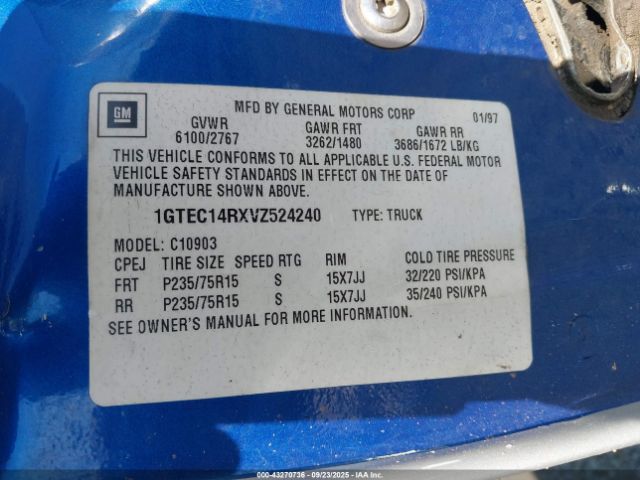 GM
MFD BY GENERAL MOTORS CORP 01/97
GVWR GAWR FRT GAWR RR
6100/2767 3262/1480 3686/1672 LB/KG
THIS VEHICLE CONFORMS TO ALL APPLICABLE U.S. FEDERAL MOTOR
VEHICLE SAFETY STANDARDS IN EFFECT ON THE DATE OF
MANUFACTURE SHOWN ABOVE.
1GTEC14RXVZ524240 TYPE: TRUCK
MODEL: C10903
CPEJ TIRE SIZE SPEED RTG RIM COLD TIRE PRESSURE
FRT P235/75R15 S 15X7JJ 32/220 PSI/KPA
RR P235/75R15 S 15X7JJ 35/240 PSI/KPA
SEE OWNER'S MANUAL FOR MORE INFORMATION.
000-43270736 - 09/23/2025 - IAAI.COM